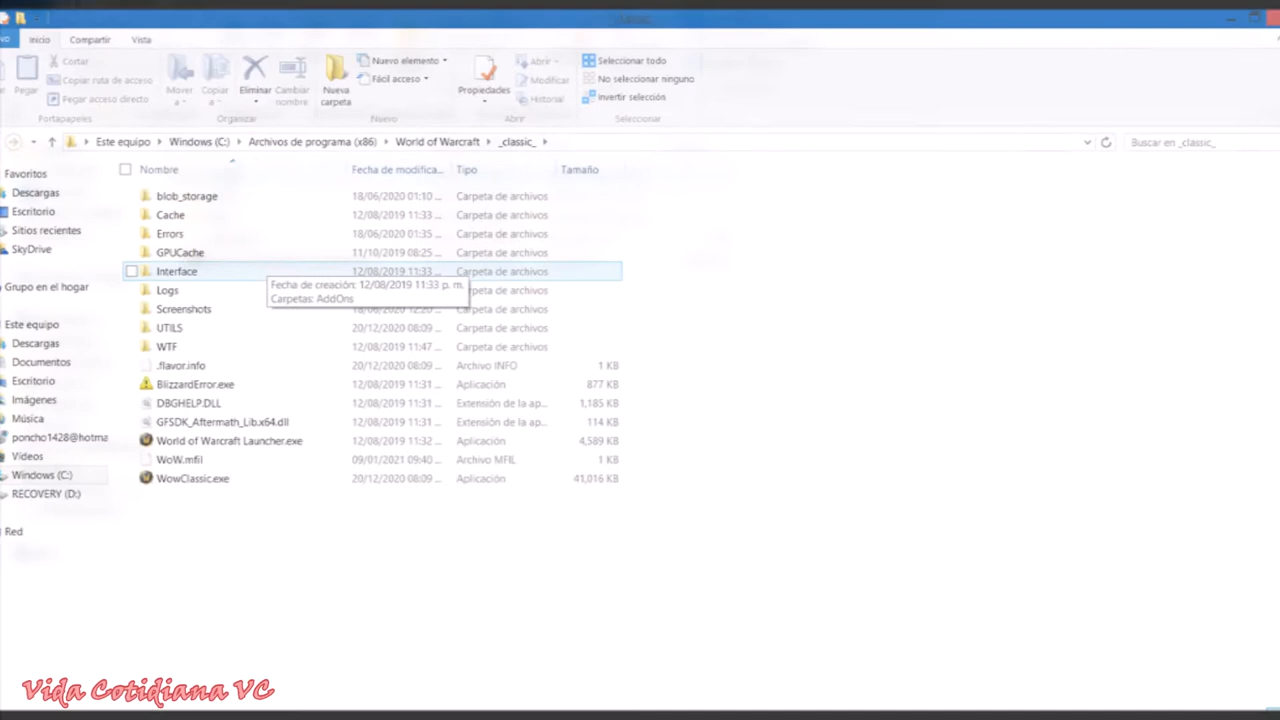 Inicio Compartir Vista
Pegar
Cortar
Copiar ruta de acceso
Pegar acceso directo
Portapapeles
Mover a
Copiar a
Eliminar
Cambiar nombre
Organizar
Nueva carpeta
Nuevo elemento
Fácil acceso
Nuevo
Propiedades
Abrir
Modificar
Historial
Abrir
Seleccionar todo
No seleccionar ninguno
Invertir selección
Seleccionar
Este equipo Windows (C:) Archivos de programa (x86) World of Warcraft _classic_
Buscar en _classic_
Favoritos
Descargas
Escritorio
Sitios recientes
SkyDrive
Grupo en el hogar
Este equipo
Descargas
Documentos
Escritorio
Imágenes
Música
poncho1428@hotma
Vídeos
Windows (C:)
RECOVERY (D:)
Red
Nombre Fecha de modifica... Tipo Tamaño
blob_storage 18/06/2020 01:10 ... Carpeta de archivos
Cache 12/08/2019 11:33 ... Carpeta de archivos
Errors 18/06/2020 01:35 ... Carpeta de archivos
GPUCache 11/10/2019 08:25 ... Carpeta de archivos
Interface 12/08/2019 11:33 ... Carpeta de archivos
Fecha de creación: 12/08/2019 11:33 p. m.
Carpetas: AddOns
Logs peta de archivos
Screenshots Carpeta de archivos
UTILS 20/12/2020 08:09 ... Carpeta de archivos
WTF 12/08/2019 11:47 ... Carpeta de archivos
.flavor.info 20/12/2020 08:09 ... Archivo INFO 1 KB
BlizzardError.exe 12/08/2019 11:31 ... Aplicación 877 KB
DBGHELP.DLL 12/08/2019 11:31 ... Extensión de la ap... 1,185 KB
GFSDK_Aftermath_Lib.x64.dll 12/08/2019 11:31 ... Extensión de la ap... 114 KB
World of Warcraft Launcher.exe 12/08/2019 11:32 ... Aplicación 4,589 KB
WoW.mfil 09/01/2021 09:40 ... Archivo MFIL 1 KB
WowClassic.exe 20/12/2020 08:09 ... Aplicación 41,016 KB
Vida Cotidiana VC